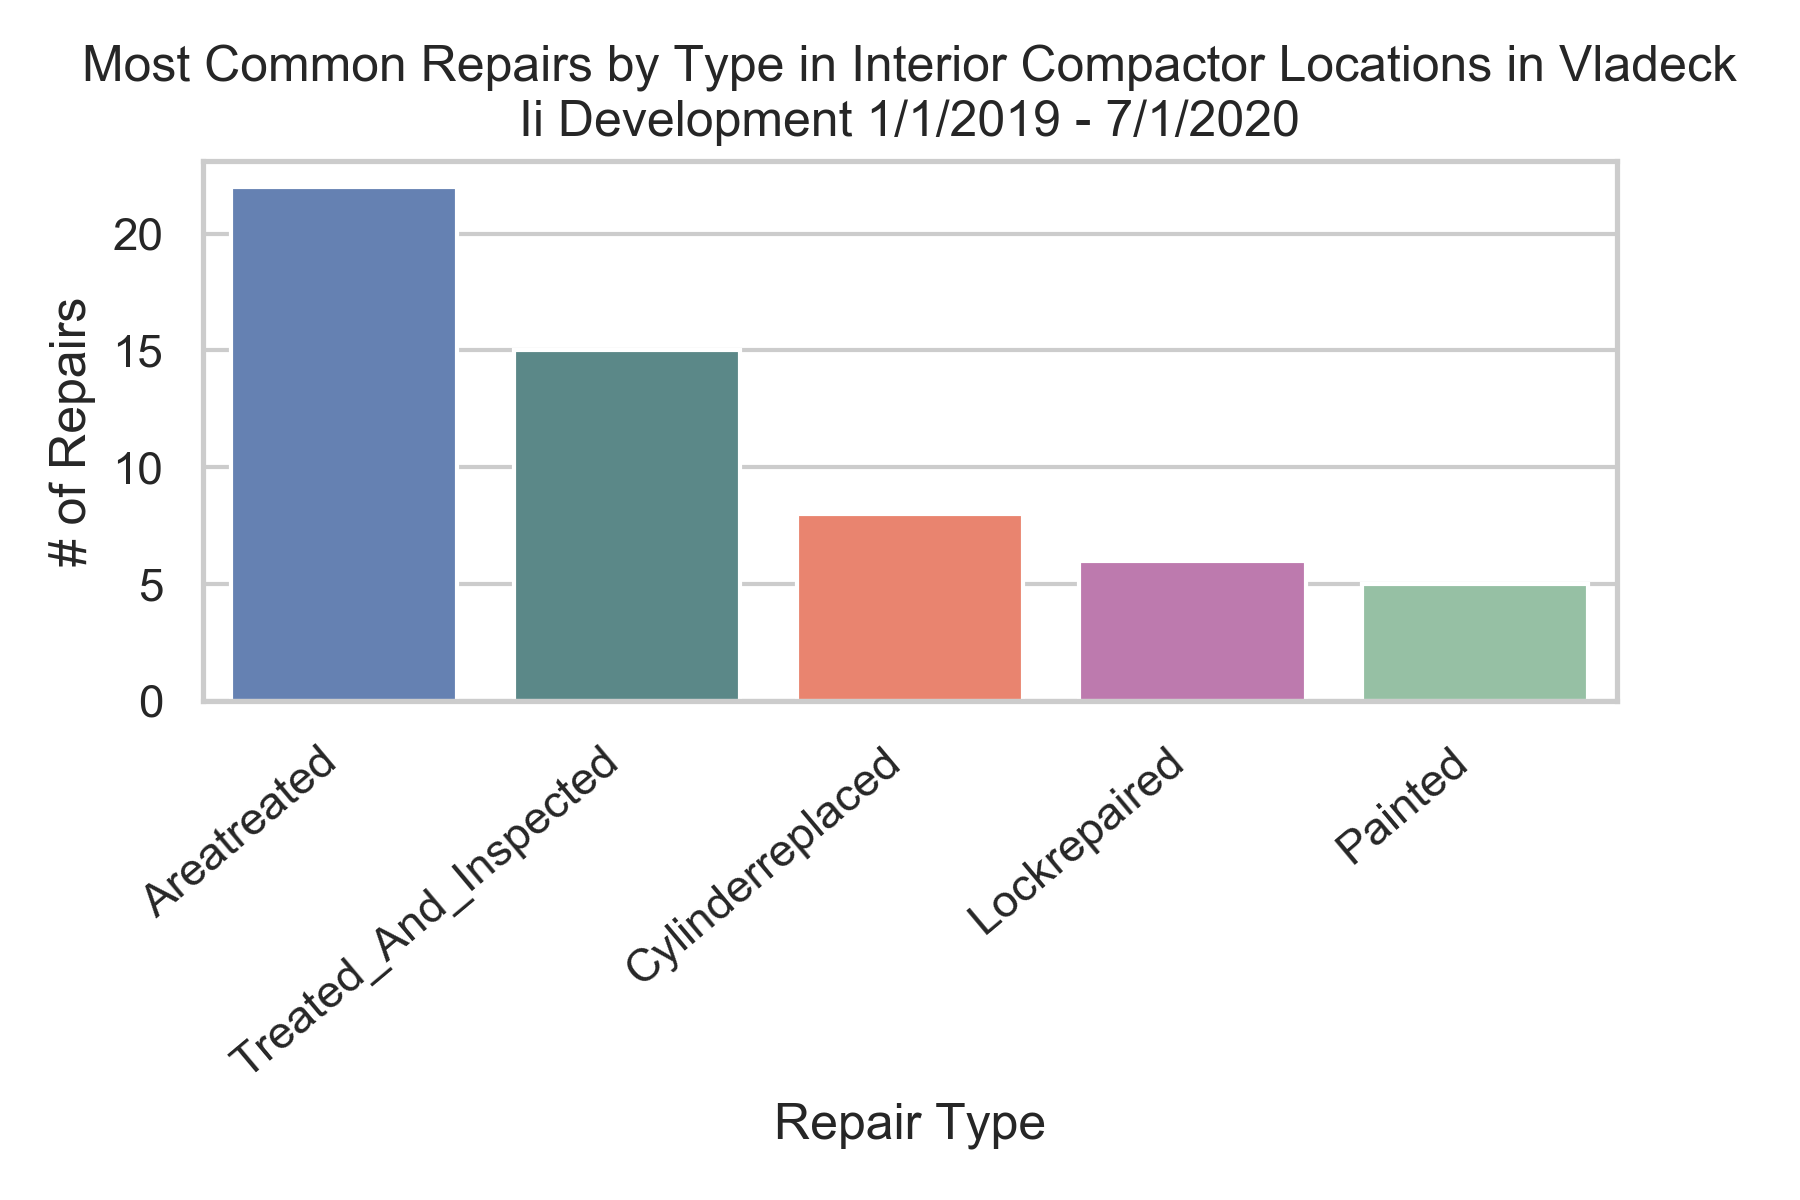 Most Common Repairs by Type in Interior Compactor Locations in Vladeck
Ii Development 1/1/2019 - 7/1/2020
# of Repairs
20
15
10
5
0
Areatreated
Treated_And_Inspected
Cylinderreplaced
Lockrepaired
Painted
Repair Type